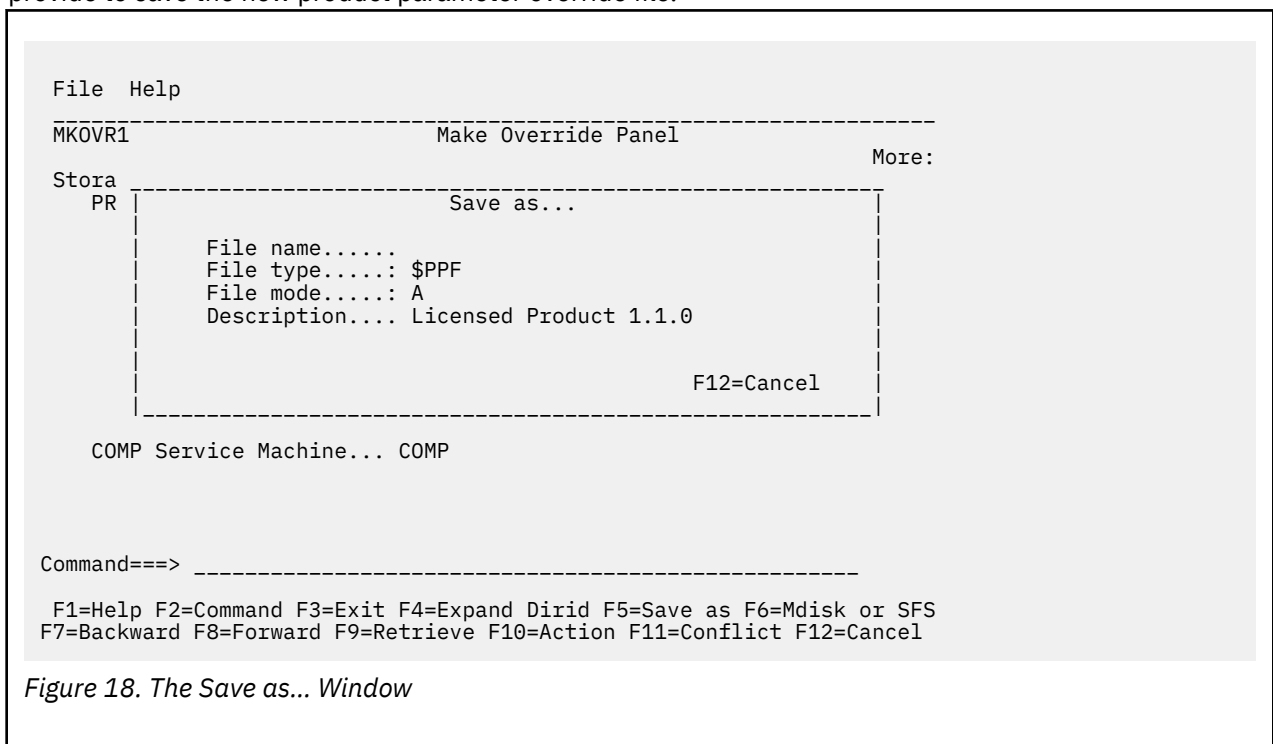 provide to save the new product parameter override file.
File Help
MKOVR1 Make Override Panel
More:
Stora
PR | Save as... |
File name......
File type.....: $PPF
File mode.....: A
Description.... Licensed Product 1.1.0
F12=Cancel
COMP Service Machine... COMP
Command===> ____________________________________________________
F1=Help F2=Command F3=Exit F4=Expand Dirid F5=Save as F6=Mdisk or SFS
F7=Backward F8=Forward F9=Retrieve F10=Action F11=Conflict F12=Cancel
Figure 18. The Save as... Window